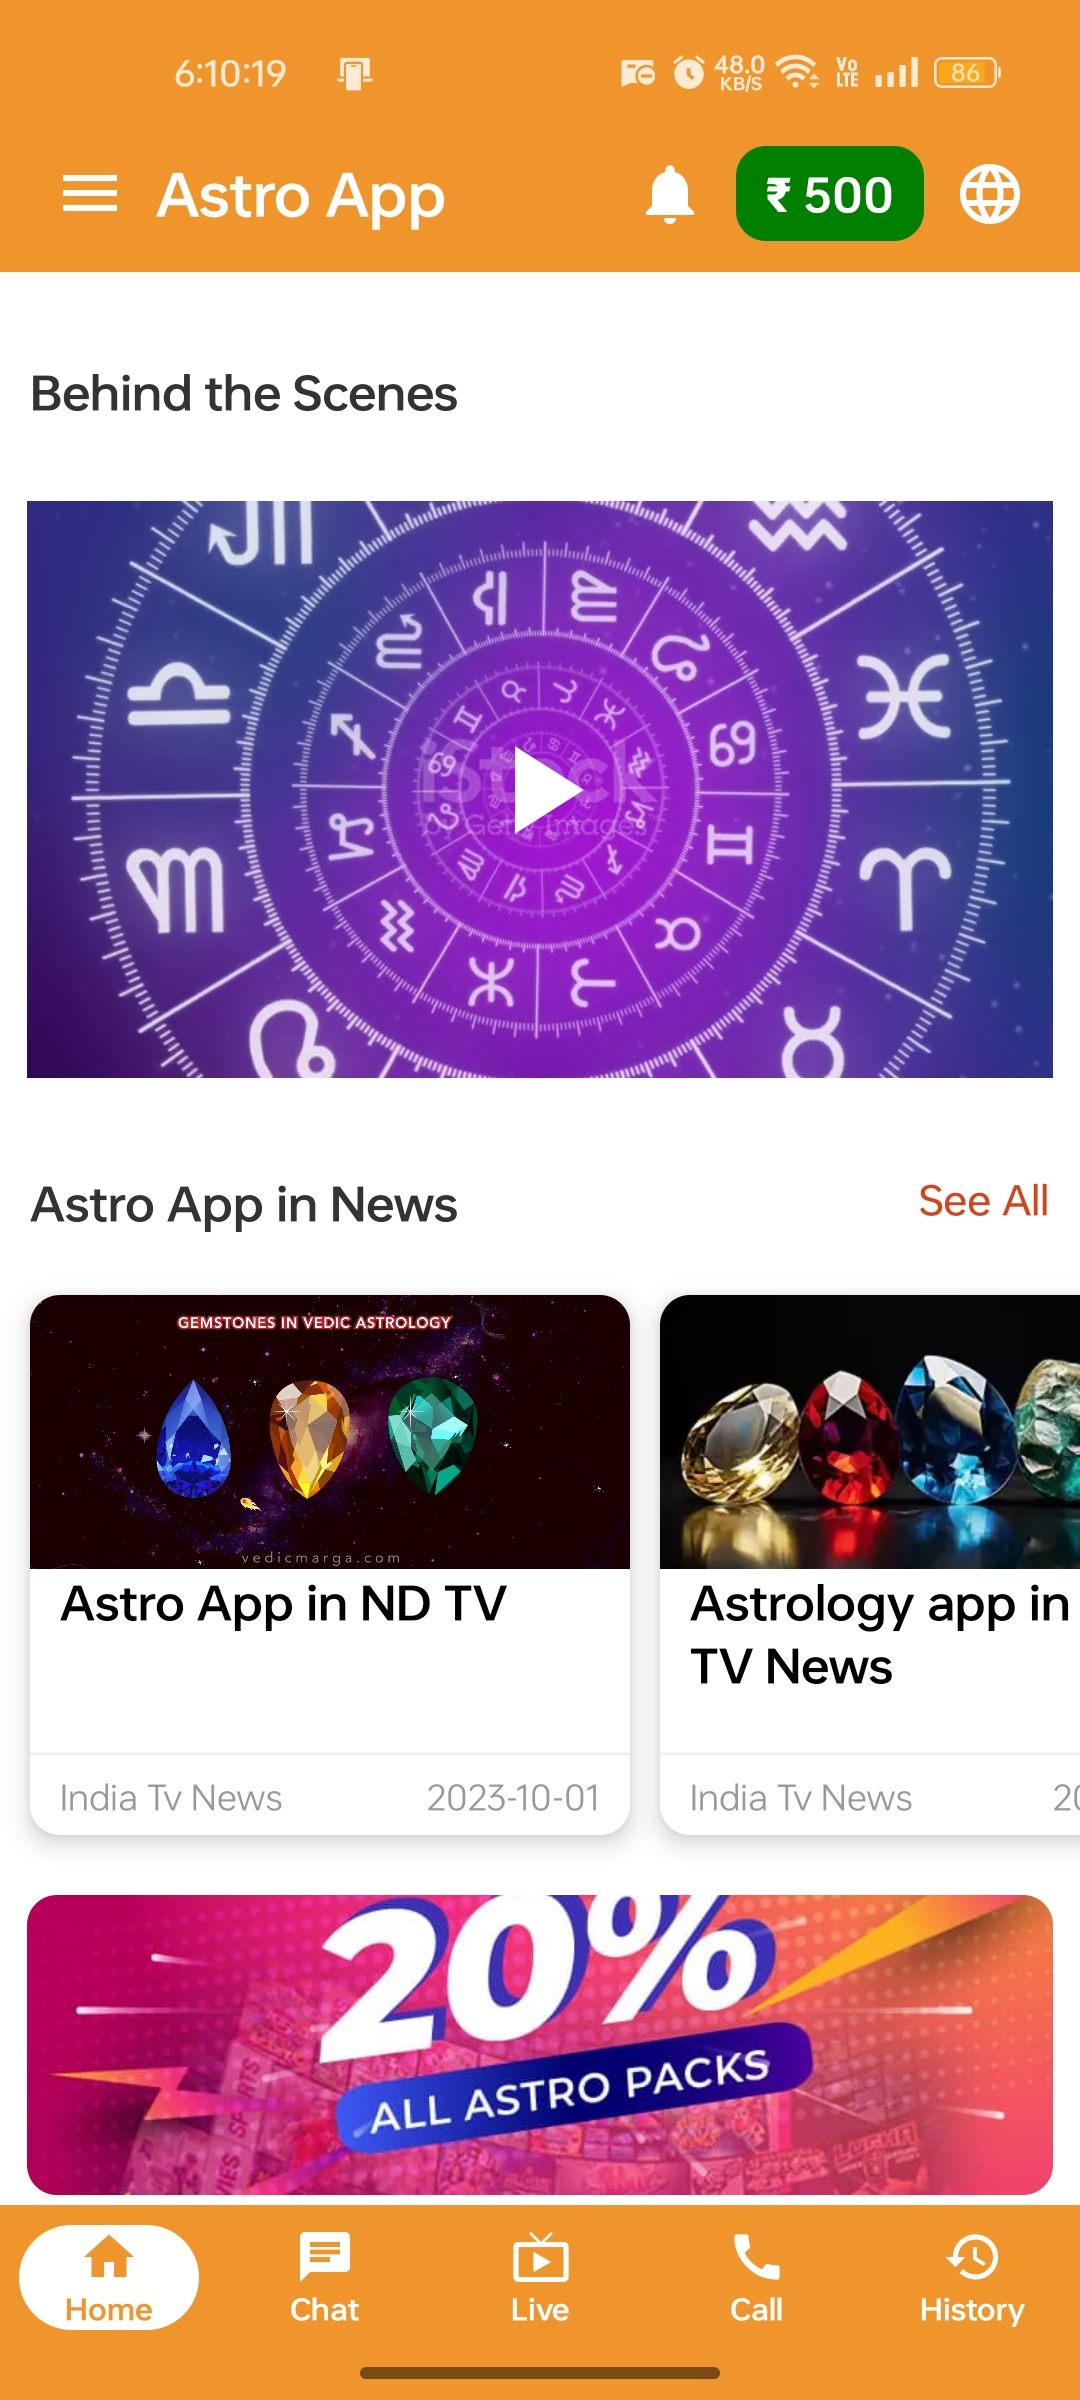 6:10:19
48.0
KB/S
Vo
LTE
86
Astro App
₹ 500
Behind the Scenes
iStock
by Getty Images
Astro App in News
See All
GEMSTONES IN VEDIC ASTROLOGY
vedicmarga.com
Astro App in ND TV
India Tv News
2023-10-01
Astrology app in
TV News
India Tv News
20
20%
ALL ASTRO PACKS
Home
Chat
Live
Call
History